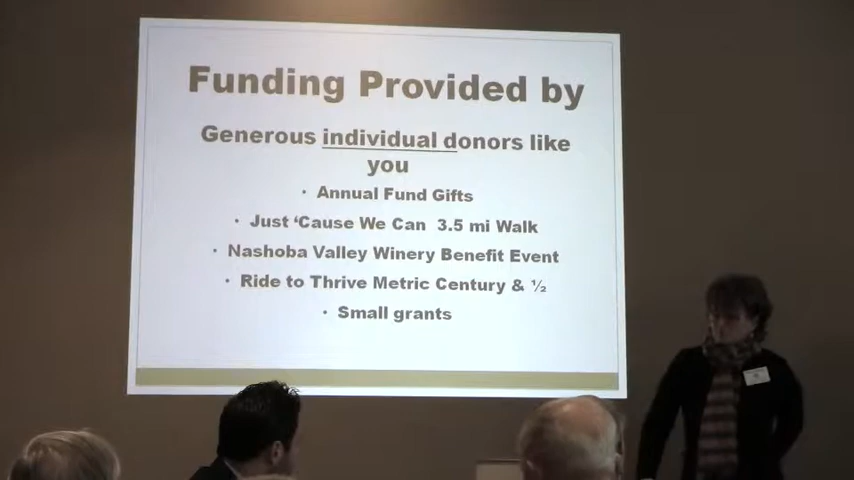 Funding Provided by
Generous individual donors like
you
• Annual Fund Gifts
• Just ‘Cause We Can 3.5 mi Walk
• Nashoba Valley Winery Benefit Event
• Ride to Thrive Metric Century & ½
• Small grants